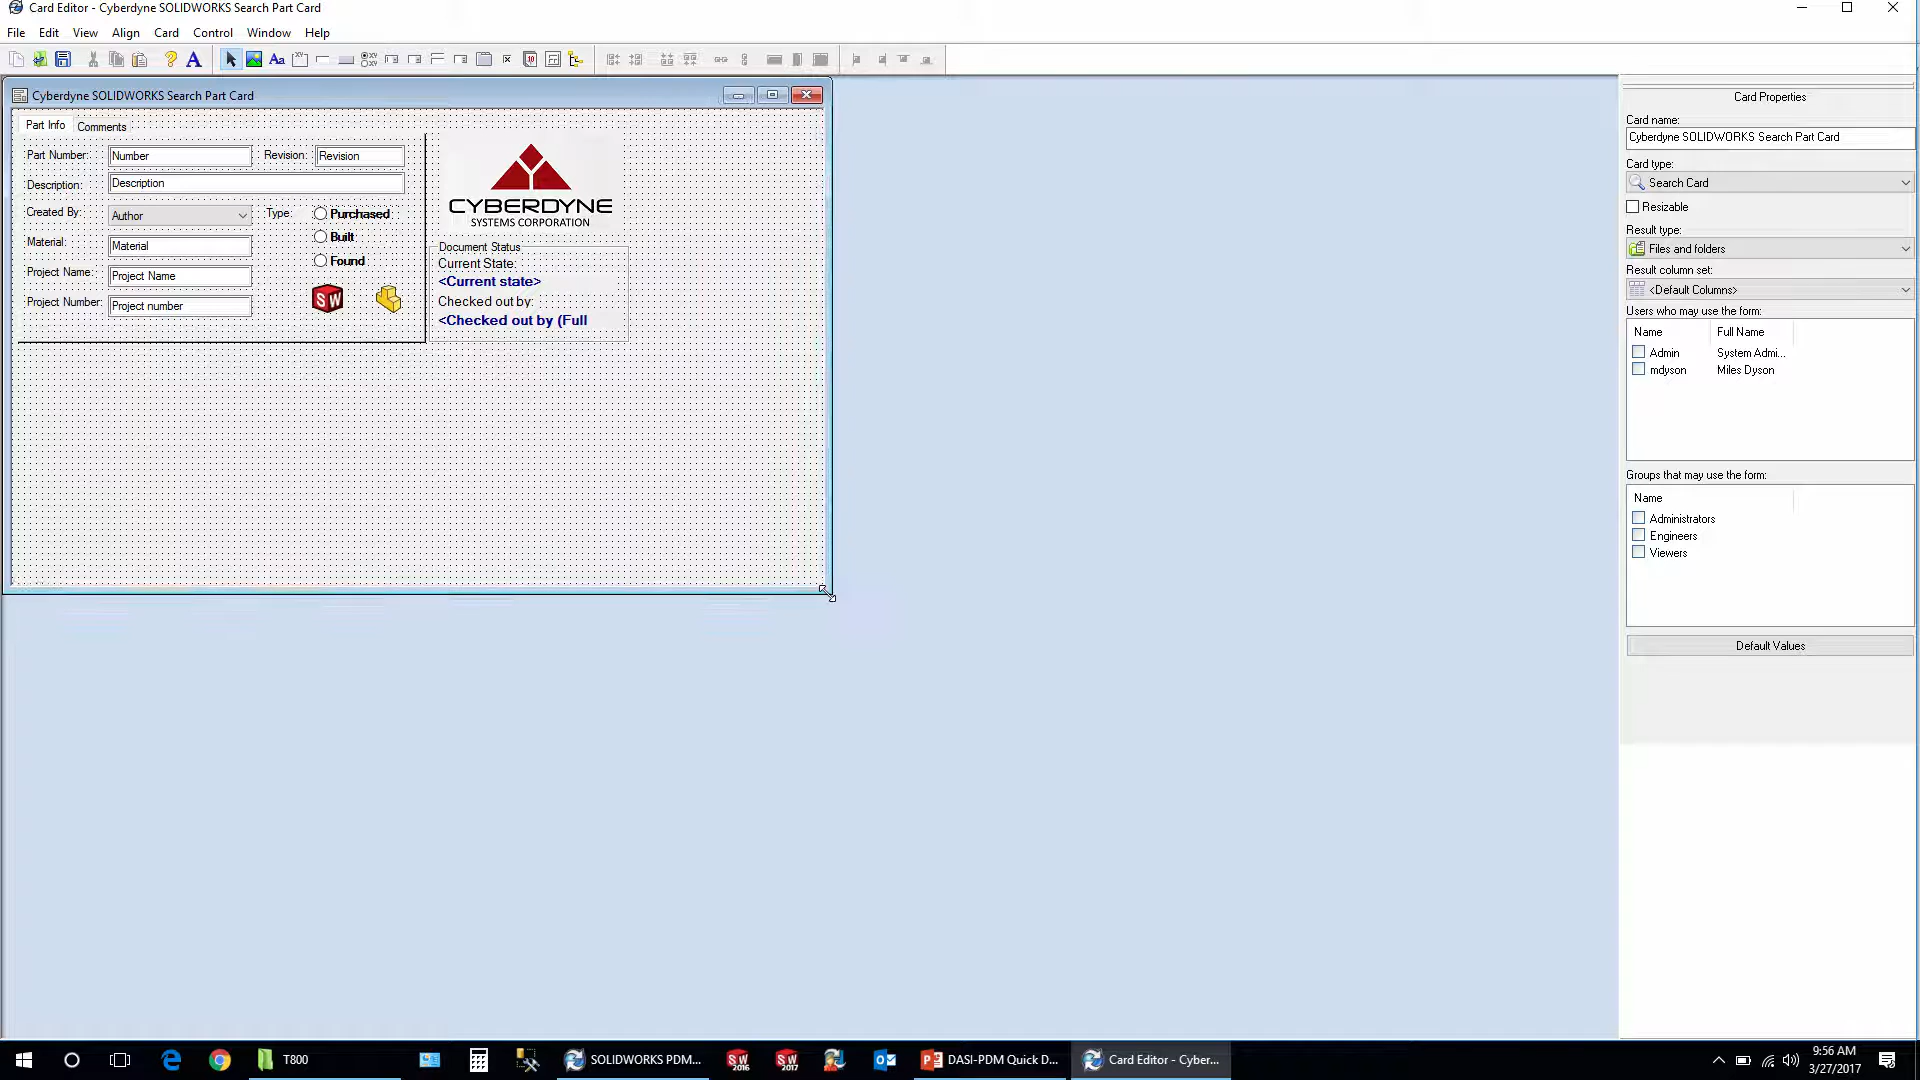 Card Editor - Cyberdyne SOLIDWORKS Search Part Card
File Edit View Align Card Control Window Help
Cyberdyne SOLIDWORKS Search Part Card
Part Info Comments
Part Number: Number Revision: Revision
Description: Description
Created By: Author Type: Purchased
Material: Material Built
Project Name: Project Name Found
Project Number: Project number
SW
CYBERDYNE
SYSTEMS CORPORATION
Document Status
Current State:
<Current state>
Checked out by:
<Checked out by (Full
Card Properties
Card name:
Cyberdyne SOLIDWORKS Search Part Card
Card type:
Search Card
Resizable
Result type:
Files and folders
Result column set:
<Default Columns>
Users who may use the form:
Name Full Name
Admin System Admi...
mdyson Miles Dyson
Groups that may use the form:
Name
Administrators
Engineers
Viewers
Default Values
T800
SOLIDWORKS PDM...
SW 2016
SW 2017
DASI-PDM Quick D...
Card Editor - Cyber...
9:56 AM
3/27/2017